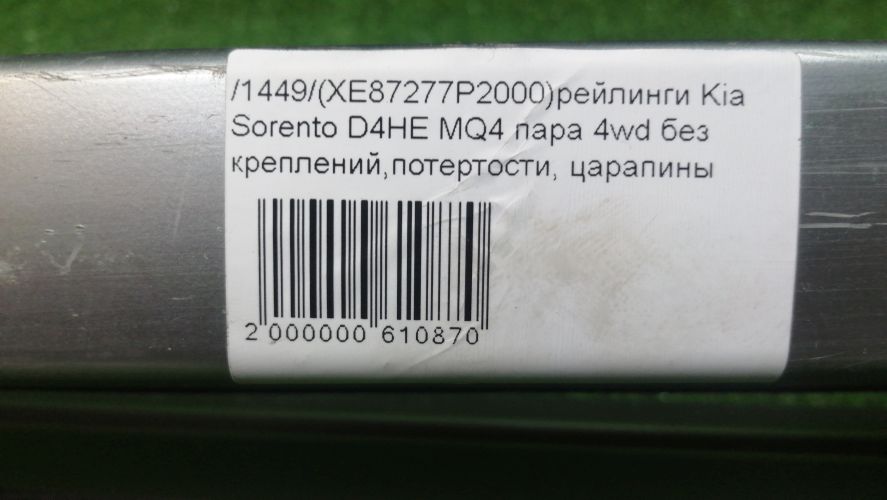 /1449/(XE87277P2000)рейлинги Kia
Sorento D4HE MQ4 пара 4wd без
креплений,потертости, царапины
2 000000 610870